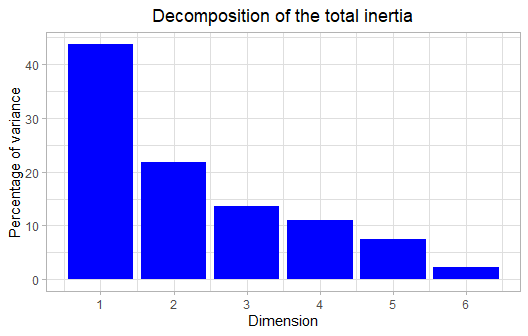 Decomposition of the total inertia
Percentage of variance
40
30
20
10
0
1 2 3 4 5 6
Dimension